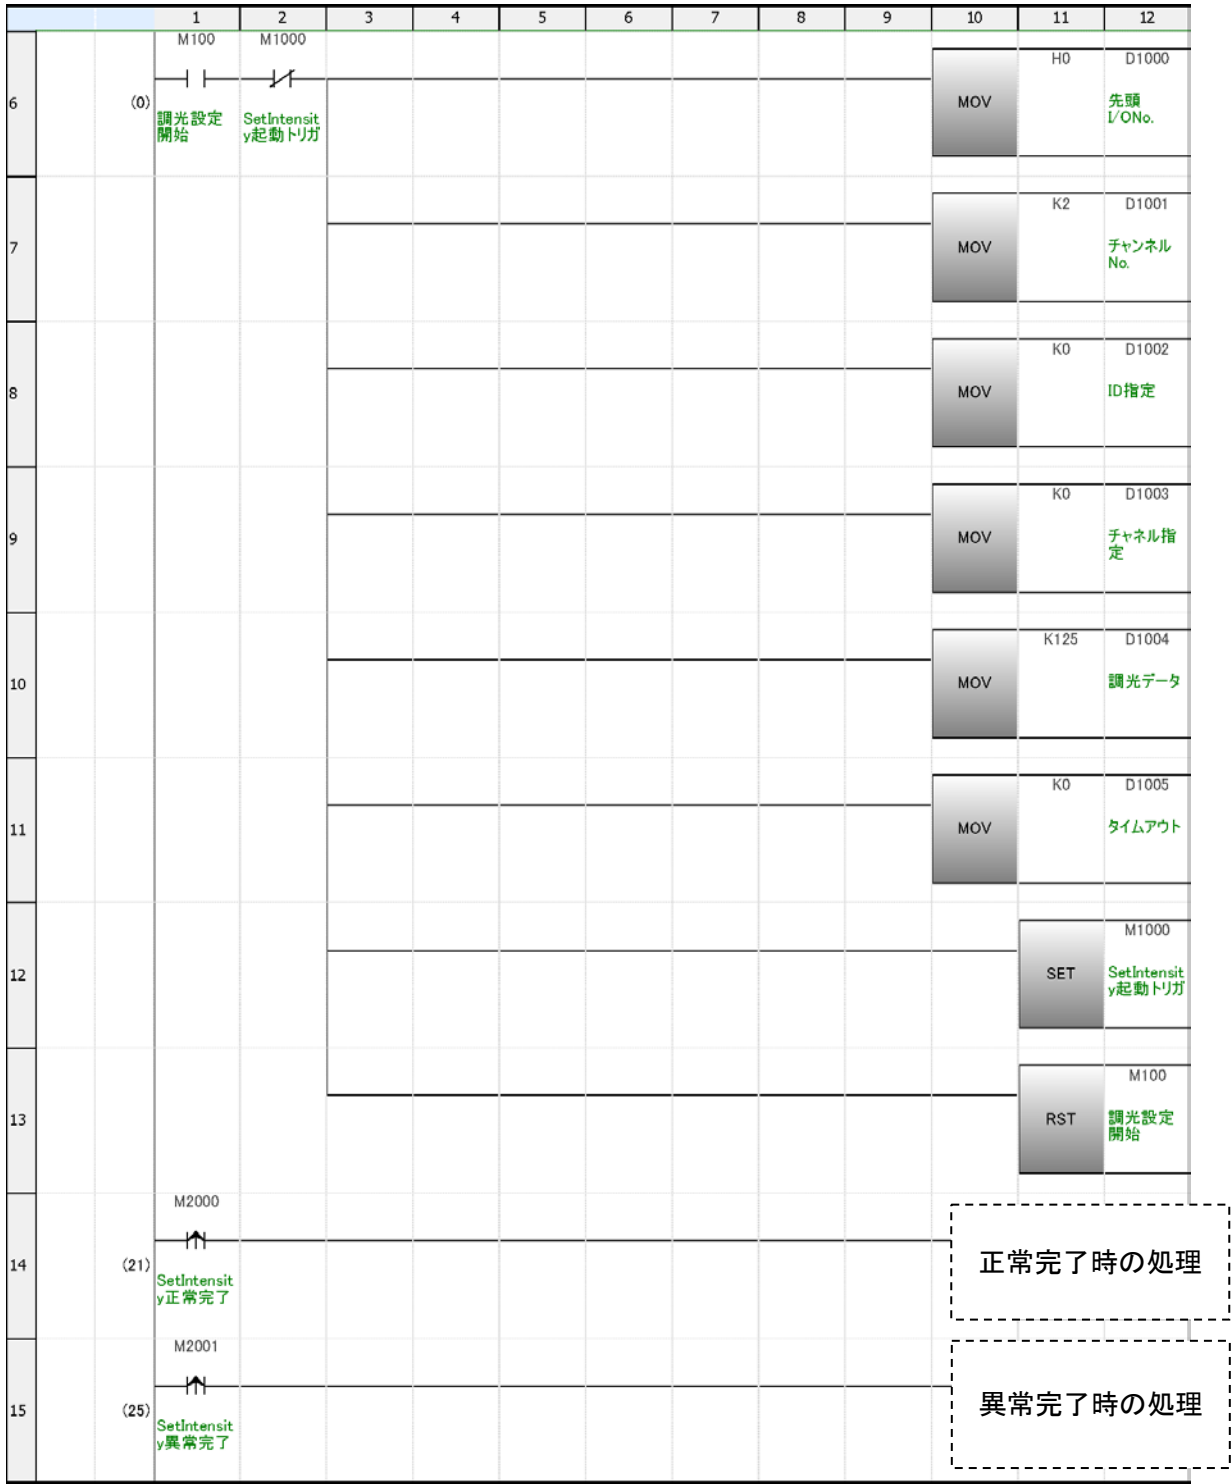 1 2 3 4 5 6 7 8 9 10 11 12
M100 M1000 H0 D1000
6 (0) MOV
調光設定
開始
SetIntensit
y起動トリガ
先頭
I/ONo.
K2 D1001
7 MOV
チャンネル
No.
K0 D1002
8 MOV ID指定
K0 D1003
9 MOV
チャネル指
定
K125 D1004
10 MOV 調光データ
K0 D1005
11 MOV タイムアウト
M1000
12 SET
SetIntensit
y起動トリガ
M100
13 RST
調光設定
開始
M2000
14 (21) 正常完了時の処理
SetIntensit
y正常完了
M2001
15 (25) 異常完了時の処理
SetIntensit
y異常完了